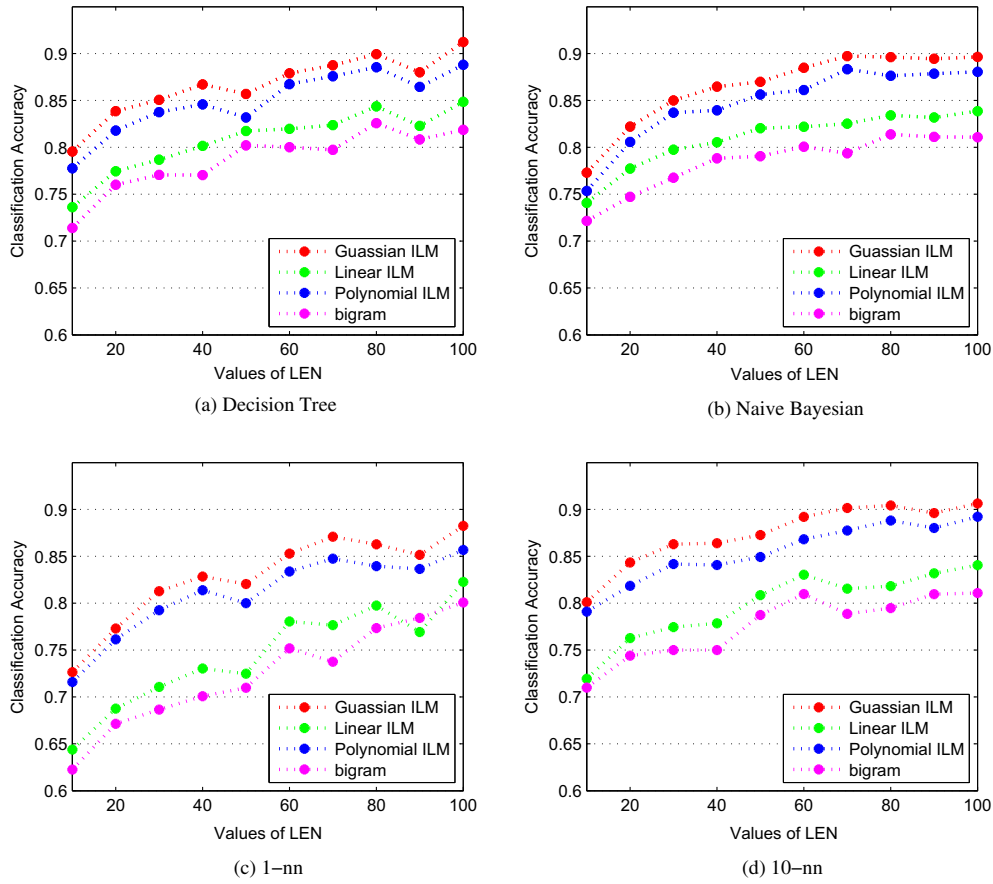 0.9
0.85
0.8
0.75
0.7
0.65
0.6
Classification Accuracy
Guassian ILM
Linear ILM
Polynomial ILM
bigram
20 40 60 80 100
Values of LEN
(a) Decision Tree
0.9
0.85
0.8
0.75
0.7
0.65
0.6
Classification Accuracy
Guassian ILM
Linear ILM
Polynomial ILM
bigram
20 40 60 80 100
Values of LEN
(b) Naive Bayesian
0.9
0.85
0.8
0.75
0.7
0.65
0.6
Classification Accuracy
Guassian ILM
Linear ILM
Polynomial ILM
bigram
20 40 60 80 100
Values of LEN
(c) 1−nn
0.9
0.85
0.8
0.75
0.7
0.65
0.6
Classification Accuracy
Guassian ILM
Linear ILM
Polynomial ILM
bigram
20 40 60 80 100
Values of LEN
(d) 10−nn